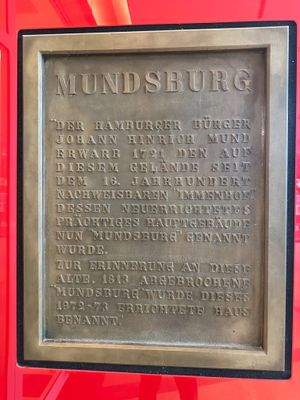 MUNDSBURG
"DER HAMBURGER BÜRGER
JOHANN HINRICH MUND
ERWARB 1721 DEN AUF
DIESEM GELÄNDE SEIT
DEM 16. JAHRHUNDERT
NACHWEISBAREN "IMMENHOF"
DESSEN NEUERRICHTETES
PRÄCHTIGES HAUPTGEBÄUDE
NUN "MUNDSBURG" GENANNT
WURDE.
ZUR ERINNERUNG AN DIESE
ALTE, 1813 ABGEBROCHENE
"MUNDSBURG" WURDE DIESES
1972-73 ERRICHTETE HAUS
BENANNT."